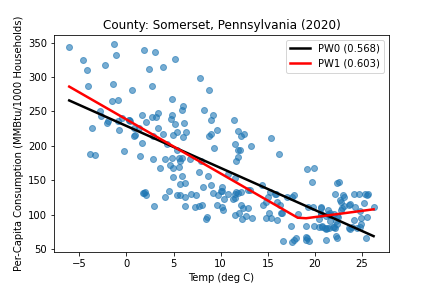 County: Somerset, Pennsylvania (2020)
Per-Capita Consumption (MMBtu/1000 Households)
350
300
250
200
150
100
50
PW0 (0.568)
PW1 (0.603)
−5 0 5 10 15 20 25
Temp (deg C)